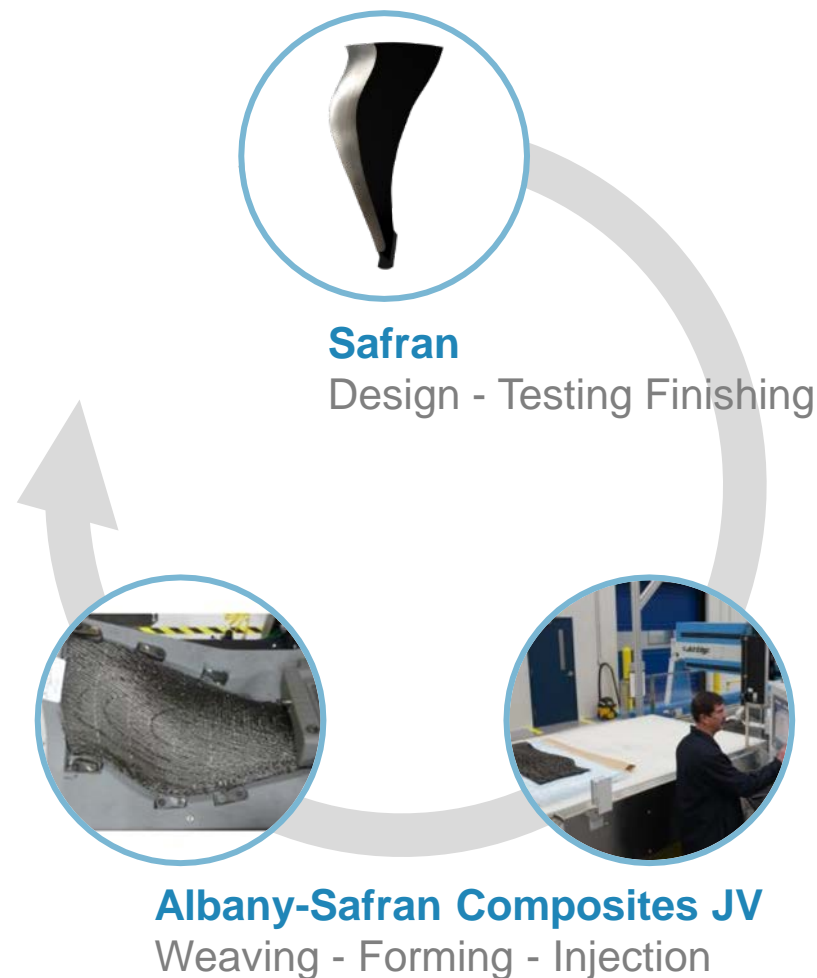 Safran
Design - Testing Finishing
Albany-Safran Composites JV
Weaving - Forming - Injection